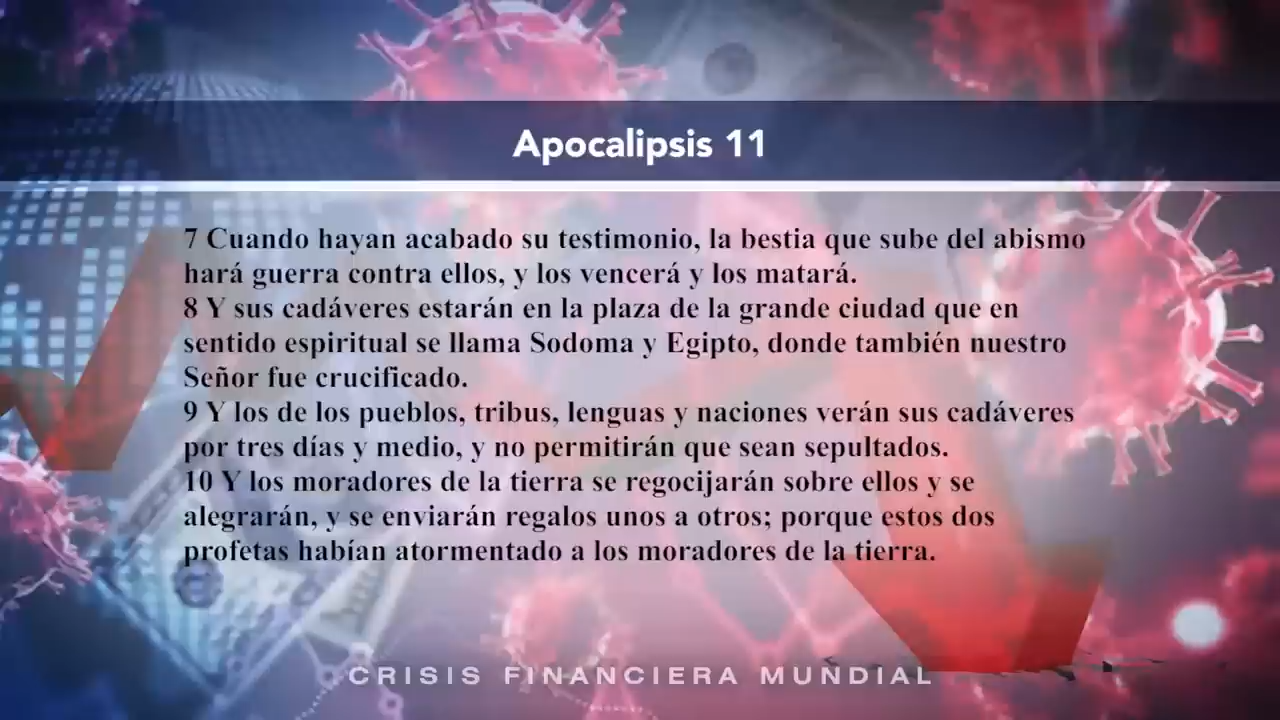 Apocalipsis 11
7 Cuando hayan acabado su testimonio, la bestia que sube del abismo
hará guerra contra ellos, y los vencerá y los matará.
8 Y sus cadáveres estarán en la plaza de la grande ciudad que en
sentido espiritual se llama Sodoma y Egipto, donde también nuestro
Señor fue crucificado.
9 Y los de los pueblos, tribus, lenguas y naciones verán sus cadáveres
por tres días y medio, y no permitirán que sean sepultados.
10 Y los moradores de la tierra se regocijarán sobre ellos y se
alegrarán, y se enviarán regalos unos a otros; porque estos dos
profetas habían atormentado a los moradores de la tierra.
CRISIS FINANCIERA MUNDIAL